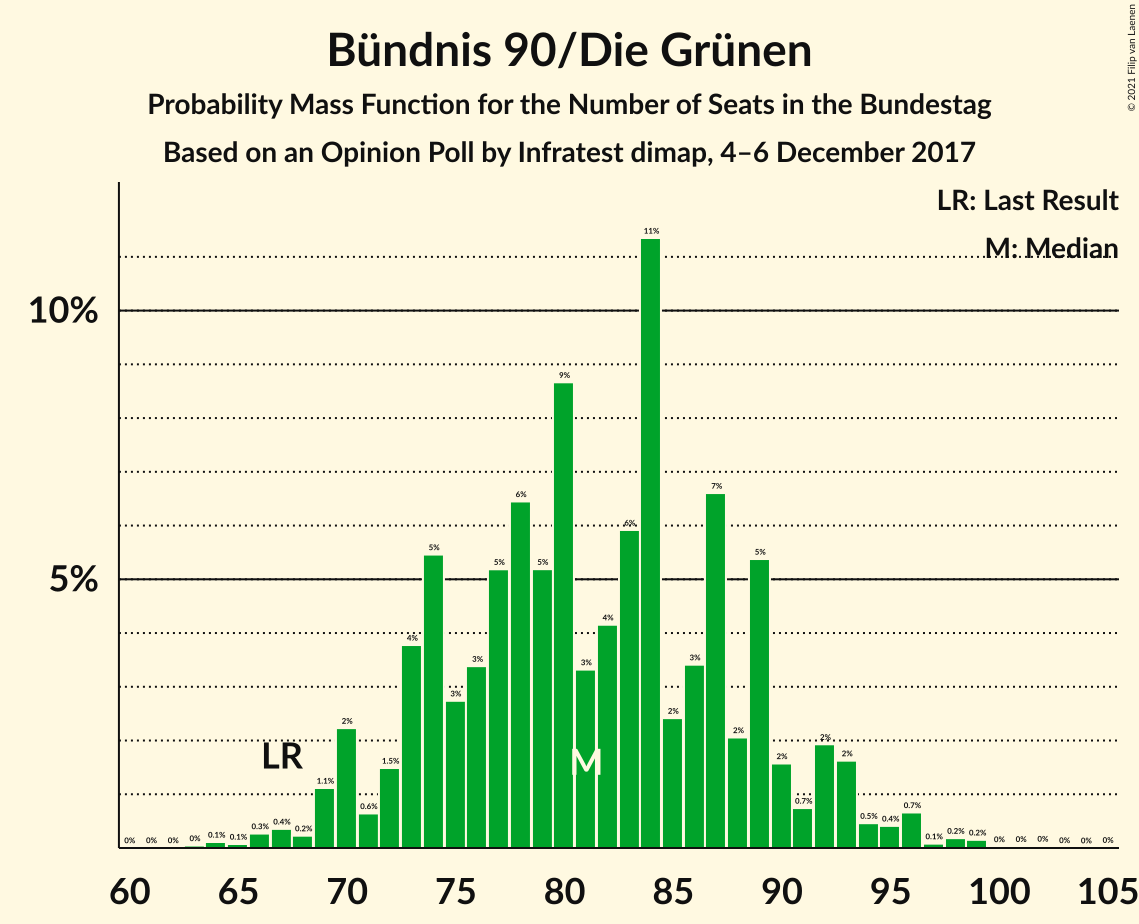 Bündnis 90/Die Grünen
Probability Mass Function for the Number of Seats in the Bundestag
Based on an Opinion Poll by Infratest dimap, 4–6 December 2017
© 2021 Filip van Laenen
LR: Last Result
M: Median
10%
5%
0% 0% 0% 0% 0.1% 0.1% 0.3% 0.4% 0.2% 1.1% 2% 0.6% 1.5% 4% 5% 3% 3% 5% 6% 5% 9% 3% 4% 6% 11% 2% 3% 7% 2% 5% 2% 0.7% 2% 2% 0.5% 0.4% 0.7% 0.1% 0.2% 0.2% 0% 0% 0% 0% 0% 0%
LR
M
60 65 70 75 80 85 90 95 100 105